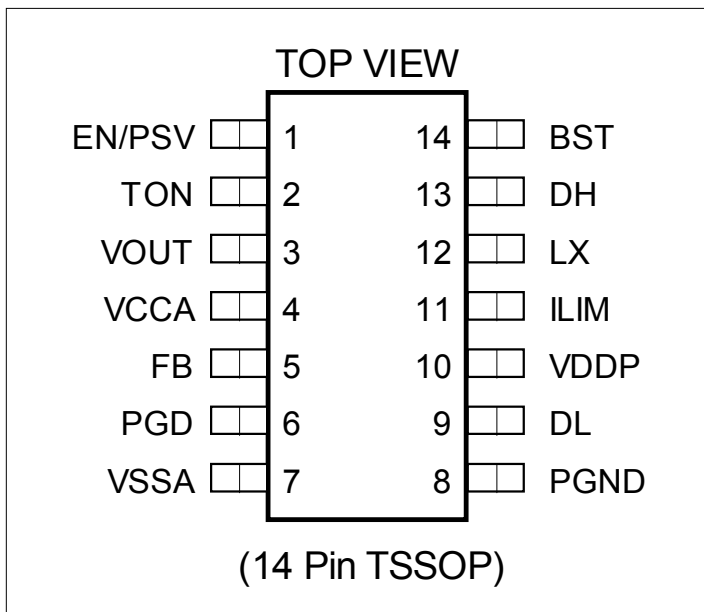 TOP VIEW
EN/PSV 1 14 BST
TON 2 13 DH
VOUT 3 12 LX
VCCA 4 11 ILIM
FB 5 10 VDDP
PGD 6 9 DL
VSSA 7 8 PGND
(14 Pin TSSOP)